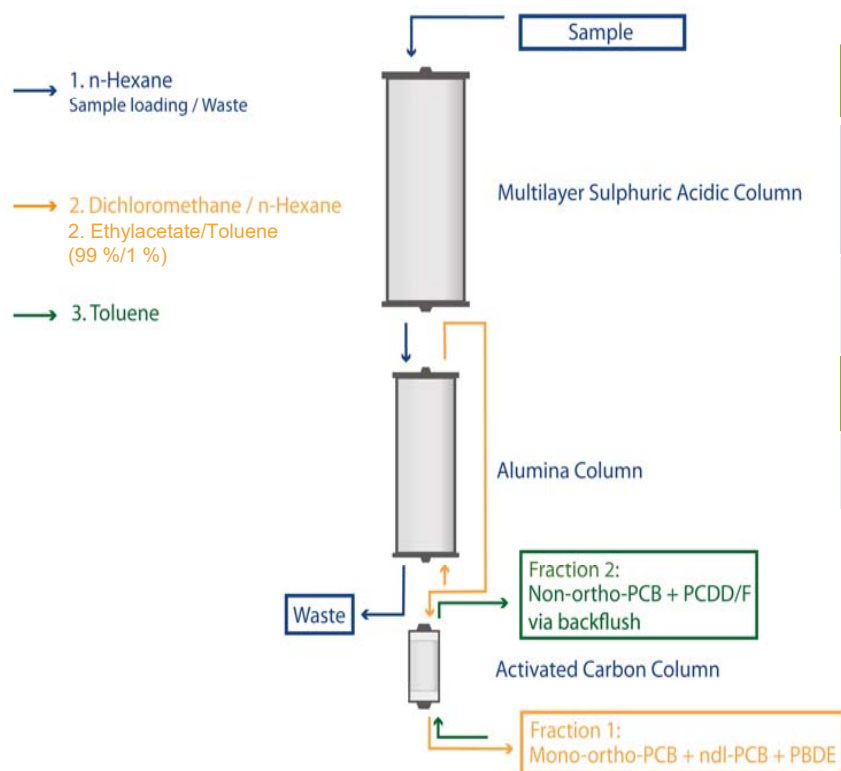 Sample
1. n-Hexane
Sample loading / Waste
Multilayer Sulphuric Acidic Column
2. Dichloromethane / n-Hexane
2. Ethylacetate/Toluene
(99 %/1 %)
3. Toluene
Alumina Column
Fraction 2:
Non-ortho-PCB + PCDD/F
via backflush
Waste
Activated Carbon Column
Fraction 1:
Mono-ortho-PCB + ndl-PCB + PBDE